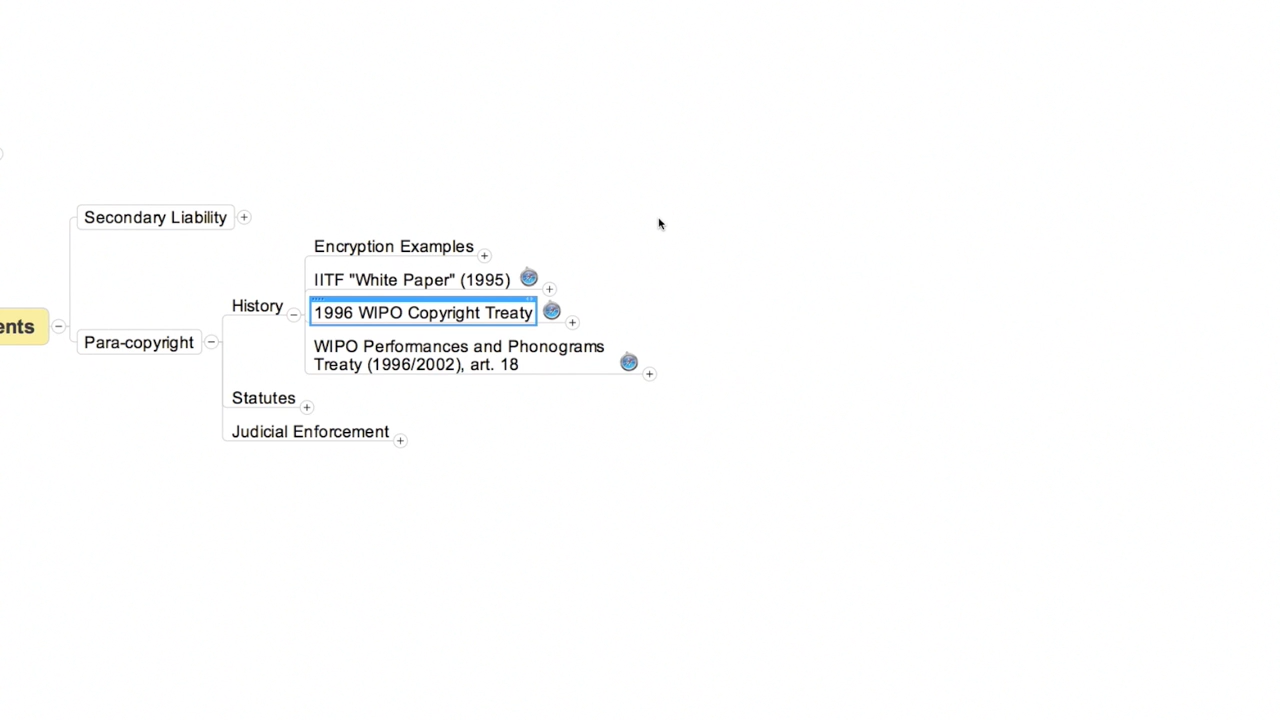 Secondary Liability
Encryption Examples
IITF "White Paper" (1995)
History
1996 WIPO Copyright Treaty
ents
Para-copyright
WIPO Performances and Phonograms
Treaty (1996/2002), art. 18
Statutes
Judicial Enforcement